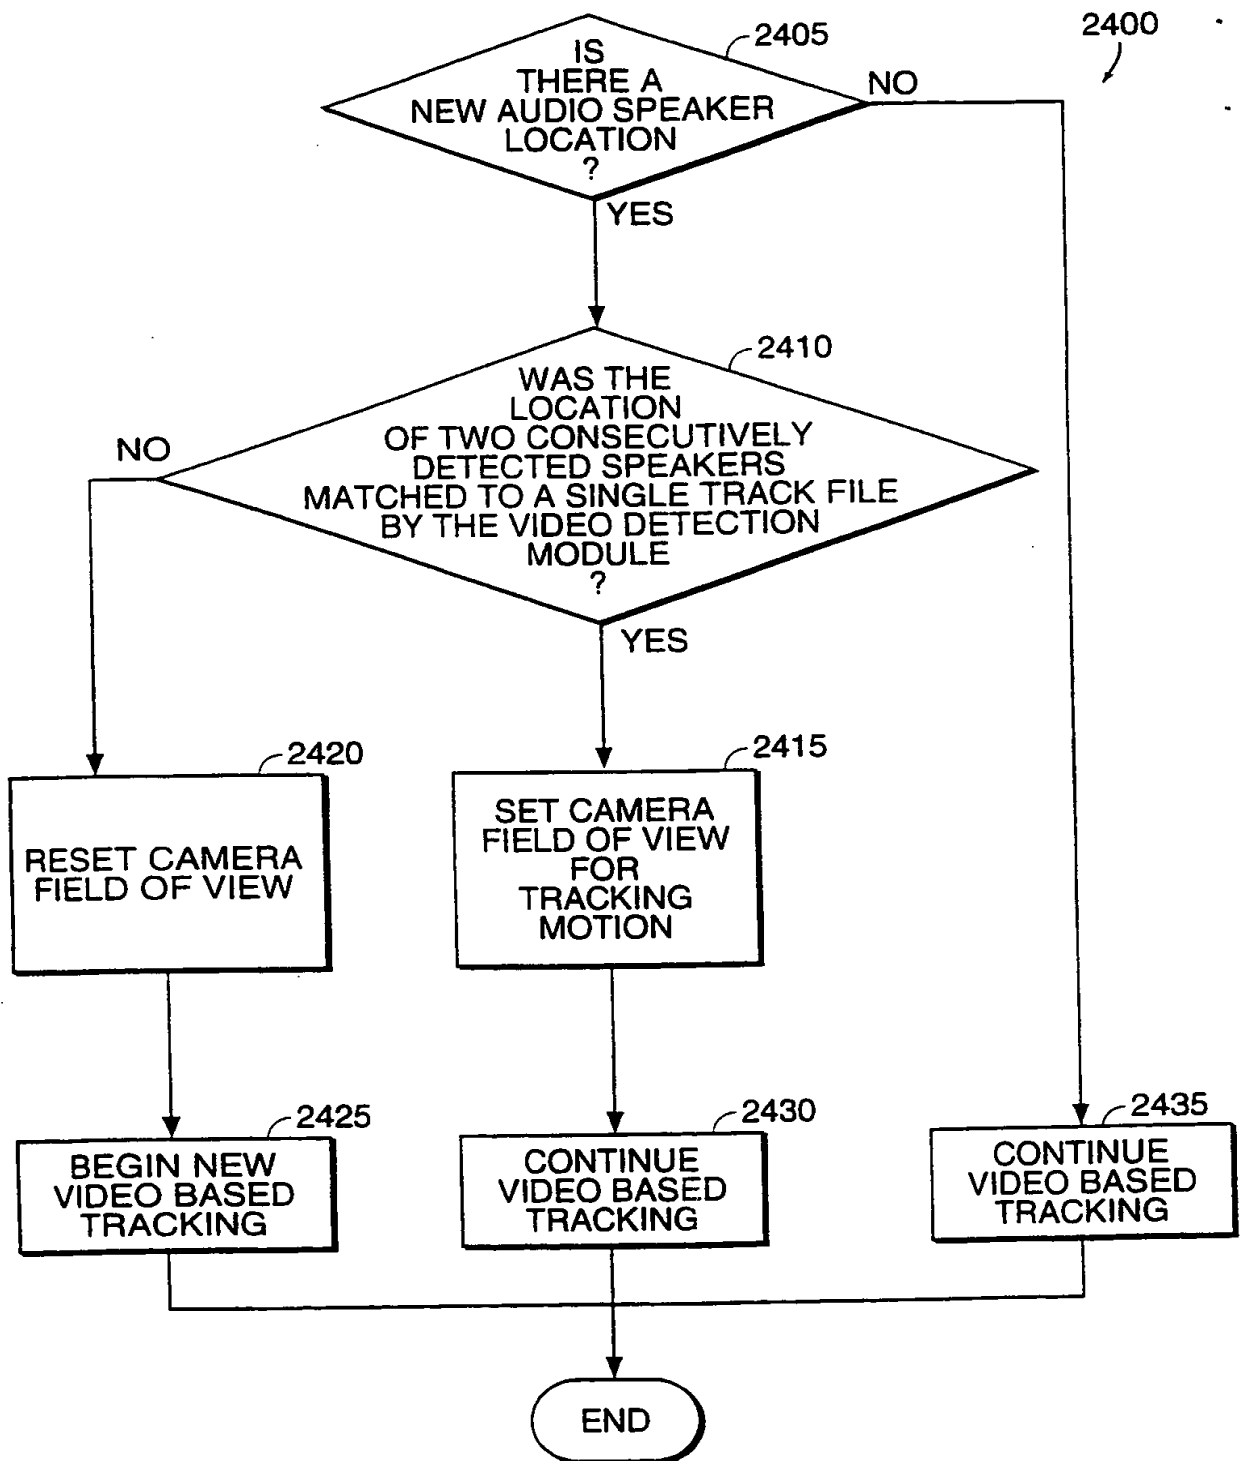 2400
2405
IS
THERE A
NEW AUDIO SPEAKER
LOCATION
?
NO
YES
2410
WAS THE
LOCATION
OF TWO CONSECUTIVELY
DETECTED SPEAKERS
MATCHED TO A SINGLE TRACK FILE
BY THE VIDEO DETECTION
MODULE
?
NO
YES
2420
RESET CAMERA
FIELD OF VIEW
2415
SET CAMERA
FIELD OF VIEW
FOR
TRACKING
MOTION
2425
BEGIN NEW
VIDEO BASED
TRACKING
2430
CONTINUE
VIDEO BASED
TRACKING
2435
CONTINUE
VIDEO BASED
TRACKING
END